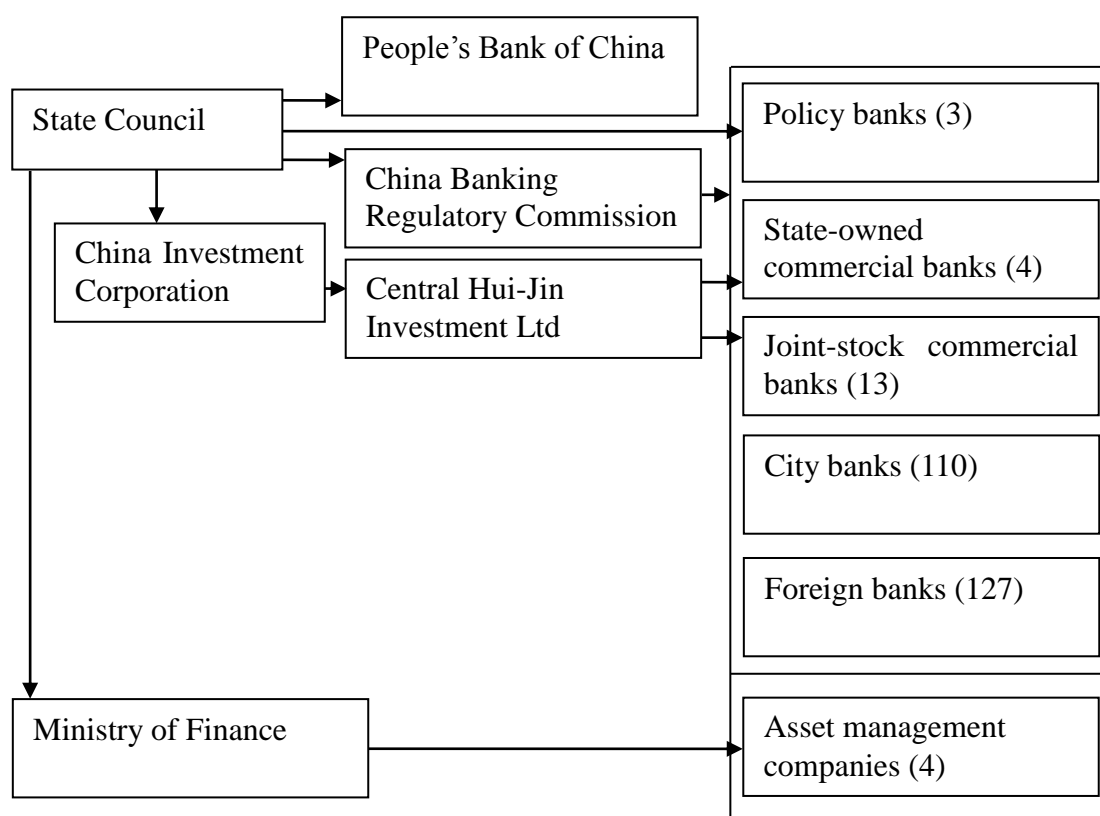 People’s Bank of China
State Council
Policy banks (3)
China Banking
Regulatory Commission
State-owned
commercial banks (4)
China Investment
Corporation
Central Hui-Jin
Investment Ltd
Joint-stock commercial
banks (13)
City banks (110)
Foreign banks (127)
Ministry of Finance
Asset management
companies (4)